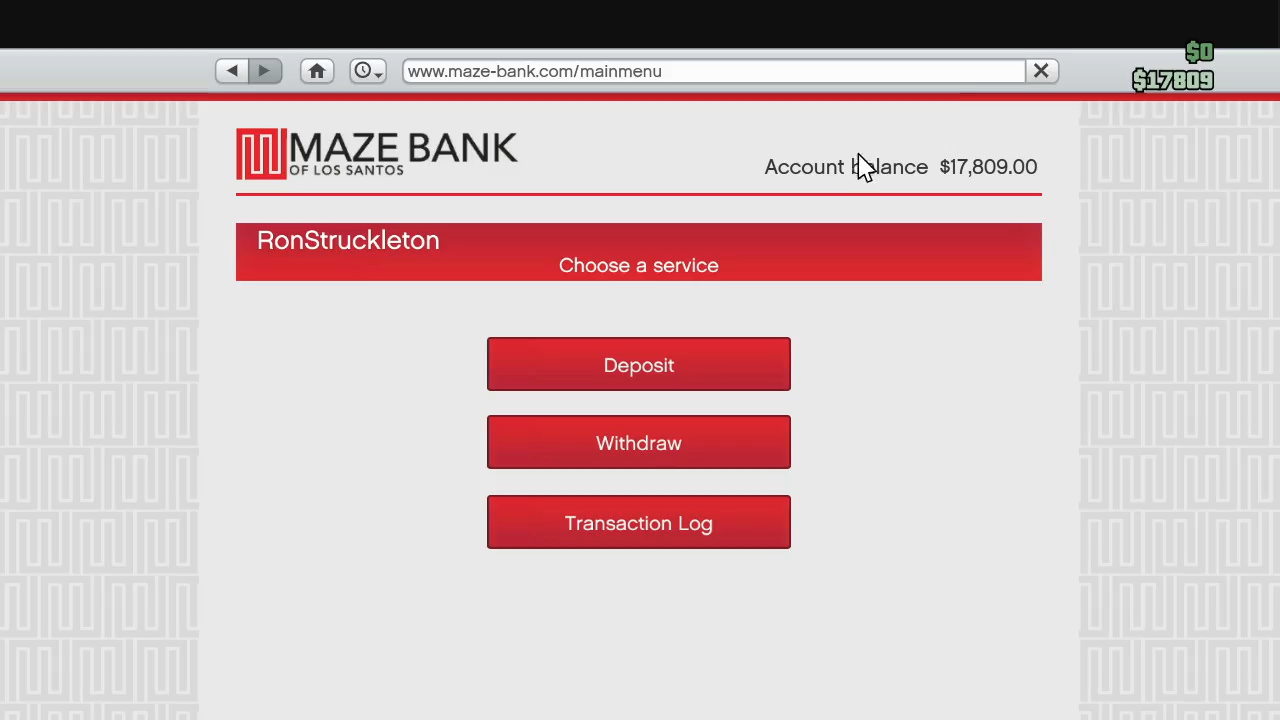 $0
www.maze-bank.com/mainmenu
$17809
MAZE BANK
OF LOS SANTOS
Account balance $17,809.00
RonStruckleton
Choose a service
Deposit
Withdraw
Transaction Log